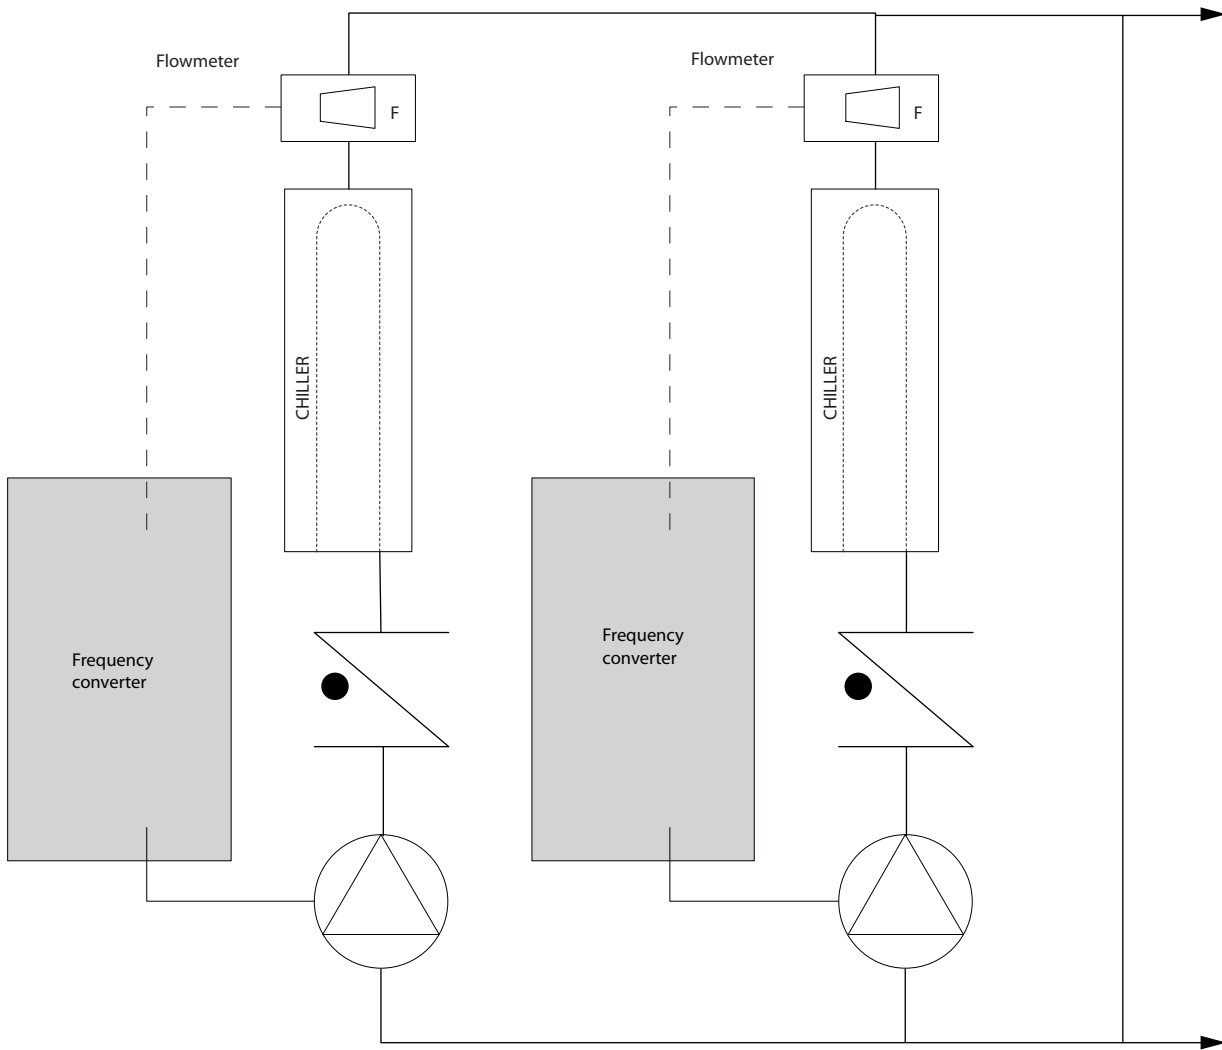 Flowmeter
F
CHILLER
Frequency
converter
Flowmeter
F
CHILLER
Frequency
converter